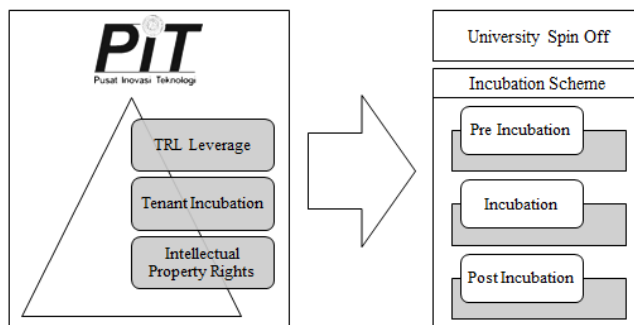 PiT
Pusat Inovasi Teknologi
TRL Leverage
Tenant Incubation
Intellectual
Property Rights
University Spin Off
Incubation Scheme
Pre Incubation
Incubation
Post Incubation